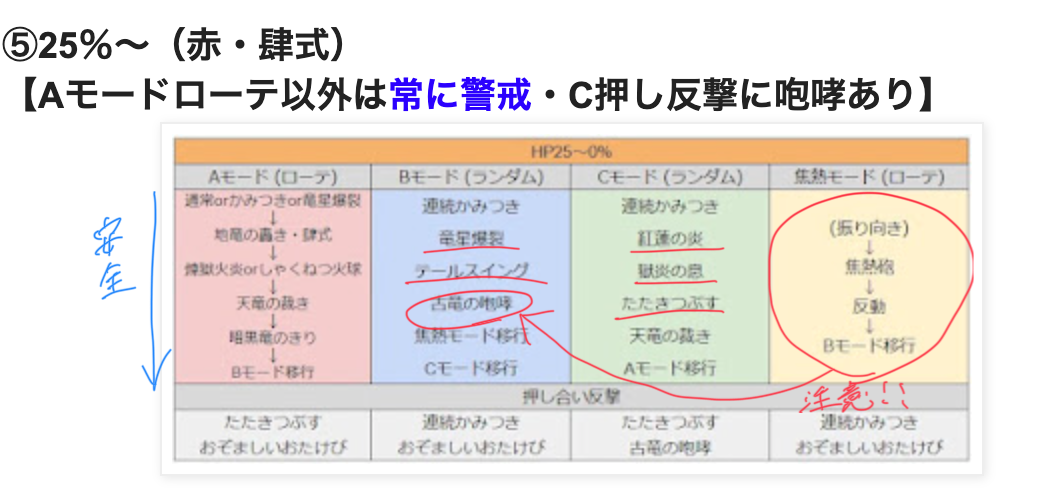 ⑤25%〜（赤・肆式）
【Aモードローテ以外は常に警戒・C押し反撃に咆哮あり】
HP25〜0%
Aモード (ローテ) Bモード (ランダム) Cモード (ランダム) 焦熱モード (ローテ)
通常orかみつきor竜星爆裂
↓
地竜の轟き・肆式
↓
煉獄火炎orしゃくねつ火球
↓
天竜の裁き
↓
暗黒竜のきり
↓
Bモード移行
連続かみつき
竜星爆裂
テールスイング
古竜の咆哮
焦熱モード移行
Cモード移行
連続かみつき
紅蓮の炎
獄炎の息
たたきつぶす
天竜の裁き
Aモード移行
(振り向き)
↓
焦熱砲
↓
反動
↓
Bモード移行
安全
注意!!
押し合い反撃
たたきつぶす 連続かみつき たたきつぶす 連続かみつき
おぞましいおたけび おぞましいおたけび 古竜の咆哮 おぞましいおたけび